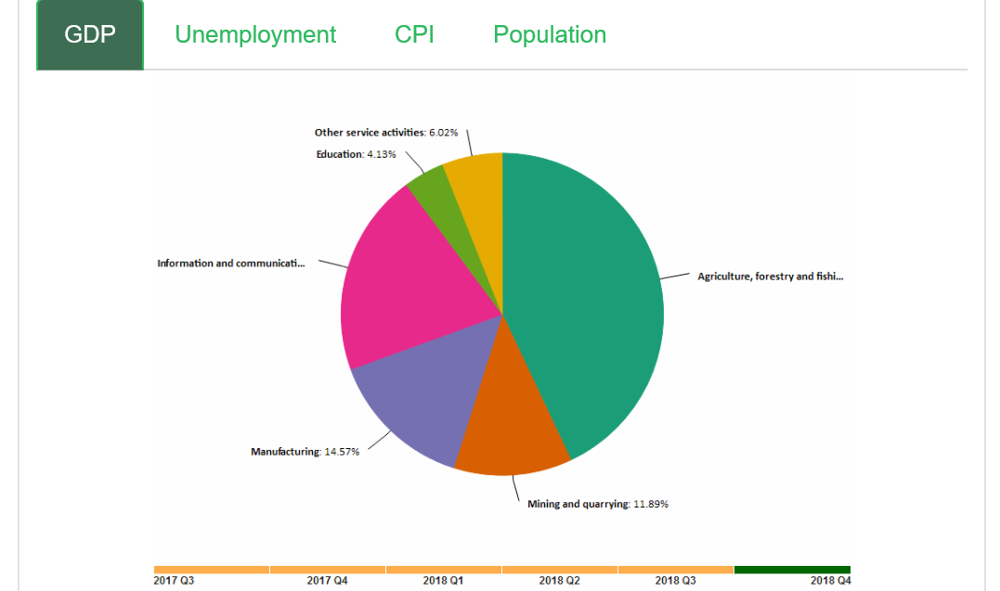 GDP Unemployment CPI Population
Other service activities: 6.02%
Education: 4.13%
Information and communicati...
Agriculture, forestry and fishi...
Manufacturing: 14.57%
Mining and quarrying: 11.89%
2017 Q3 2017 Q4 2018 Q1 2018 Q2 2018 Q3 2018 Q4